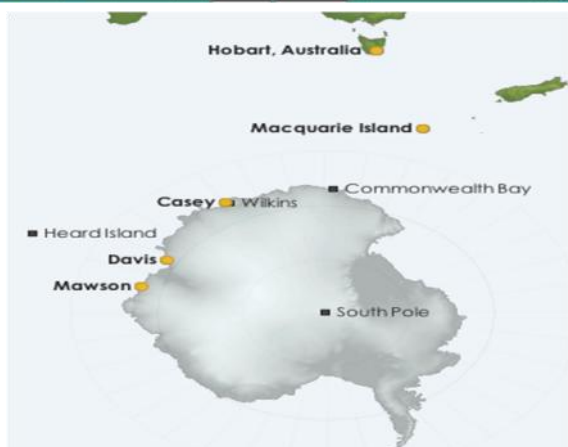 Hobart, Australia
Macquarie Island
Commonwealth Bay
Casey Wilkins
Heard Island
Davis
Mawson
South Pole